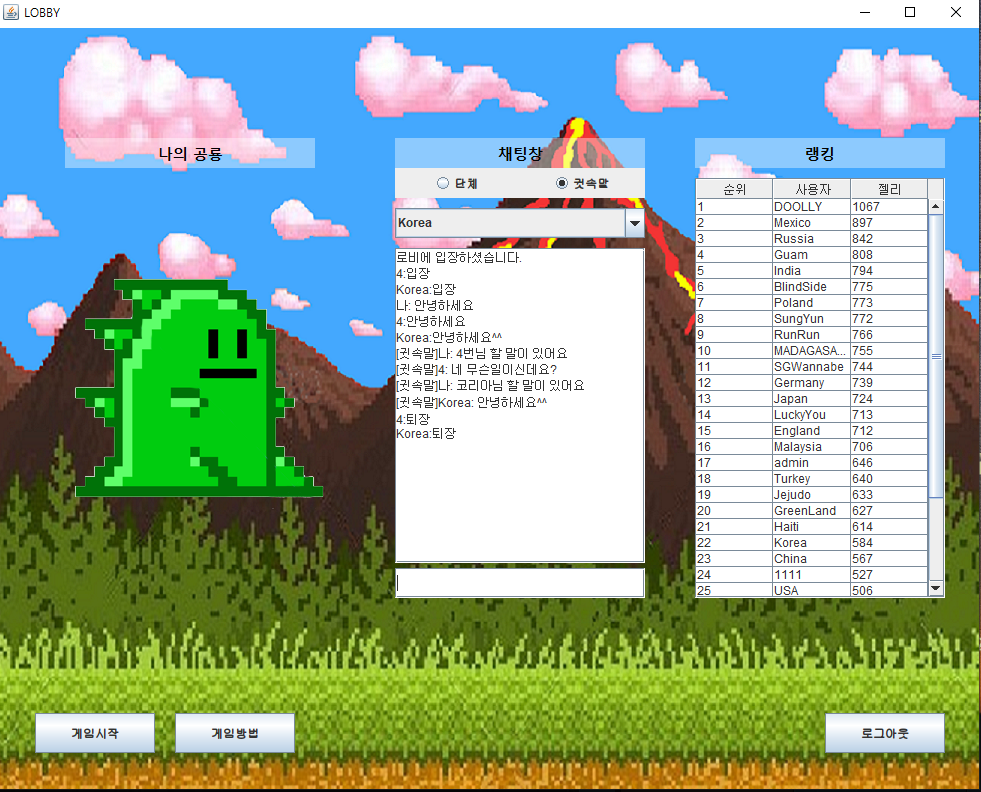 LOBBY
나의 공룡
채팅창
랭킹
단체 귓속말
Korea
로비에 입장하셨습니다.
4:입장
Korea:입장
나: 안녕하세요
4:안녕하세요
Korea:안녕하세요^^
[귓속말]나: 4번님 할 말이 있어요
[귓속말]4: 네 무슨일이신데요?
[귓속말]나: 코리아님 할 말이 있어요
[귓속말]Korea: 안녕하세요^^
4:퇴장
Korea:퇴장
순위 사용자 젤리
1 DOOLLY 1067
2 Mexico 897
3 Russia 842
4 Guam 808
5 India 794
6 BlindSide 775
7 Poland 773
8 SungYun 772
9 RunRun 766
10 MADAGASA... 755
11 SGWannabe 744
12 Germany 739
13 Japan 724
14 LuckyYou 713
15 England 712
16 Malaysia 706
17 admin 646
18 Turkey 640
19 Jejudo 633
20 GreenLand 627
21 Haiti 614
22 Korea 584
23 China 567
24 1111 527
25 USA 506
게임시작
게임방법
로그아웃